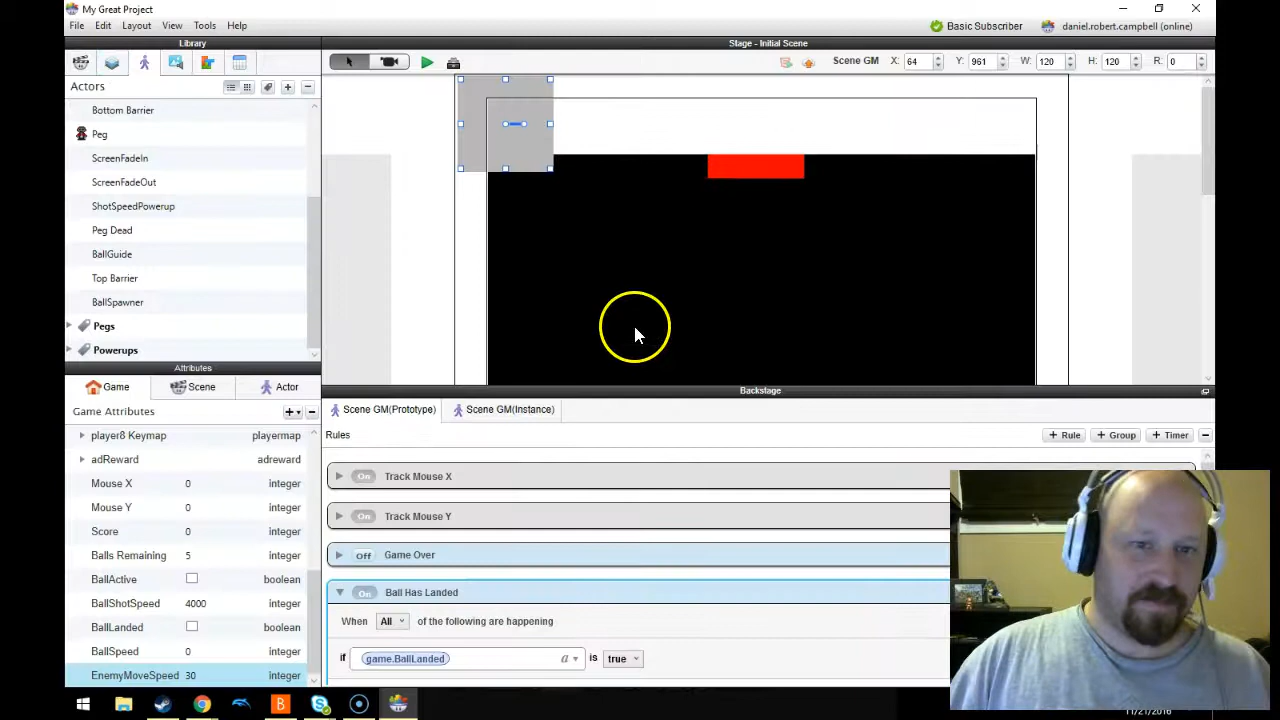 My Great Project
File Edit Layout View Tools Help
Basic Subscriber daniel.robert.campbell (online)
Library
Stage - Initial Scene
Scene GM X: 64 Y: 961 W: 120 H: 120 R: 0
Actors
Bottom Barrier
Peg
ScreenFadeIn
ScreenFadeOut
ShotSpeedPowerup
Peg Dead
BallGuide
Top Barrier
BallSpawner
Pegs
Powerups
Attributes
Game Scene Actor
Game Attributes
player8 Keymap playermap
adReward adreward
Mouse X 0 integer
Mouse Y 0 integer
Score 0 integer
Balls Remaining 5 integer
BallActive boolean
BallShotSpeed 4000 integer
BallLanded boolean
BallSpeed 0 integer
EnemyMoveSpeed 30 integer
Backstage
Scene GM(Prototype) Scene GM(Instance)
Rules + Rule + Group + Timer
On Track Mouse X
On Track Mouse Y
Off Game Over
On Ball Has Landed
When All of the following are happening
if game.BallLanded a is true
11/21/2016